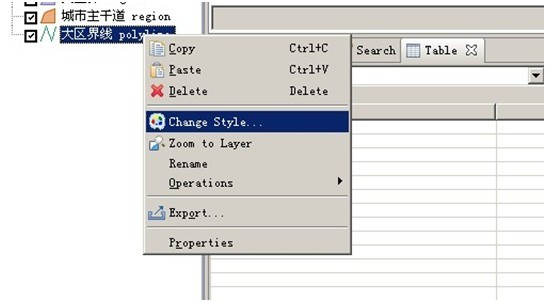 城市主干道 region
大区界线 polyline
Copy Ctrl+C
Paste Ctrl+V
Delete Delete
Change Style...
Zoom to Layer
Rename
Operations
Export...
Properties
Search Table